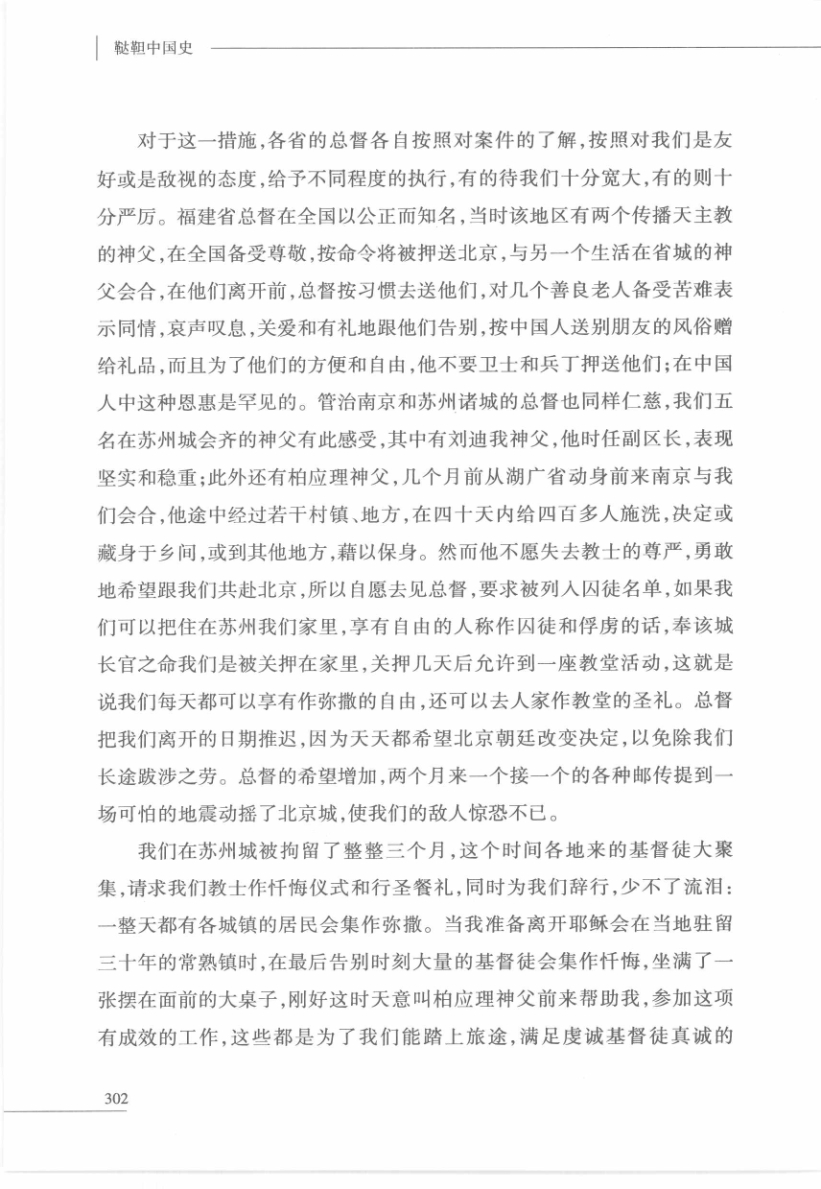 鞑靼中国史
对于这一措施,各省的总督各自按照对案件的了解,按照对我们是友
好或是敌视的态度,给予不同程度的执行,有的待我们十分宽大,有的则十
分严厉。福建省总督在全国以公正而知名,当时该地区有两个传播天主教
的神父,在全国备受尊敬,按命令将被押送北京,与另一个生活在省城的神
父会合,在他们离开前,总督按习惯去送他们,对几个善良老人备受苦难表
示同情,哀声叹息,关爱和有礼地跟他们告别,按中国人送别朋友的风俗赠
给礼品,而且为了他们的方便和自由,他不要卫士和兵丁押送他们;在中国
人中这种恩惠是罕见的。管治南京和苏州诸城的总督也同样仁慈,我们五
名在苏州城会齐的神父有此感受,其中有刘迪我神父,他时任副区长,表现
坚实和稳重;此外还有柏应理神父,几个月前从湖广省动身前来南京与我
们会合,他途中经过若干村镇、地方,在四十天内给四百多人施洗,决定或
藏身于乡间,或到其他地方,藉以保身。然而他不愿失去教士的尊严,勇敢
地希望跟我们共赴北京,所以自愿去见总督,要求被列入囚徒名单,如果我
们可以把住在苏州我们家里,享有自由的人称作囚徒和俘虏的话,奉该城
长官之命我们是被关押在家里,关押几天后允许到一座教堂活动,这就是
说我们每天都可以享有作弥撒的自由,还可以去人家作教堂的圣礼。总督
把我们离开的日期推迟,因为天天都希望北京朝廷改变决定,以免除我们
长途跋涉之劳。总督的希望增加,两个月来一个接一个的各种邮传提到一
场可怕的地震动摇了北京城,使我们的敌人惊恐不已。
我们在苏州城被拘留了整整三个月,这个时间各地来的基督徒大聚
集,请求我们教士作忏悔仪式和行圣餐礼,同时为我们辞行,少不了流泪:
一整天都有各城镇的居民会集作弥撒。当我准备离开耶稣会在当地驻留
三十年的常熟镇时,在最后告别时刻大量的基督徒会集作忏悔,坐满了一
张摆在面前的大桌子,刚好这时天意叫柏应理神父前来帮助我,参加这项
有成效的工作,这些都是为了我们能踏上旅途,满足虔诚基督徒真诚的
302